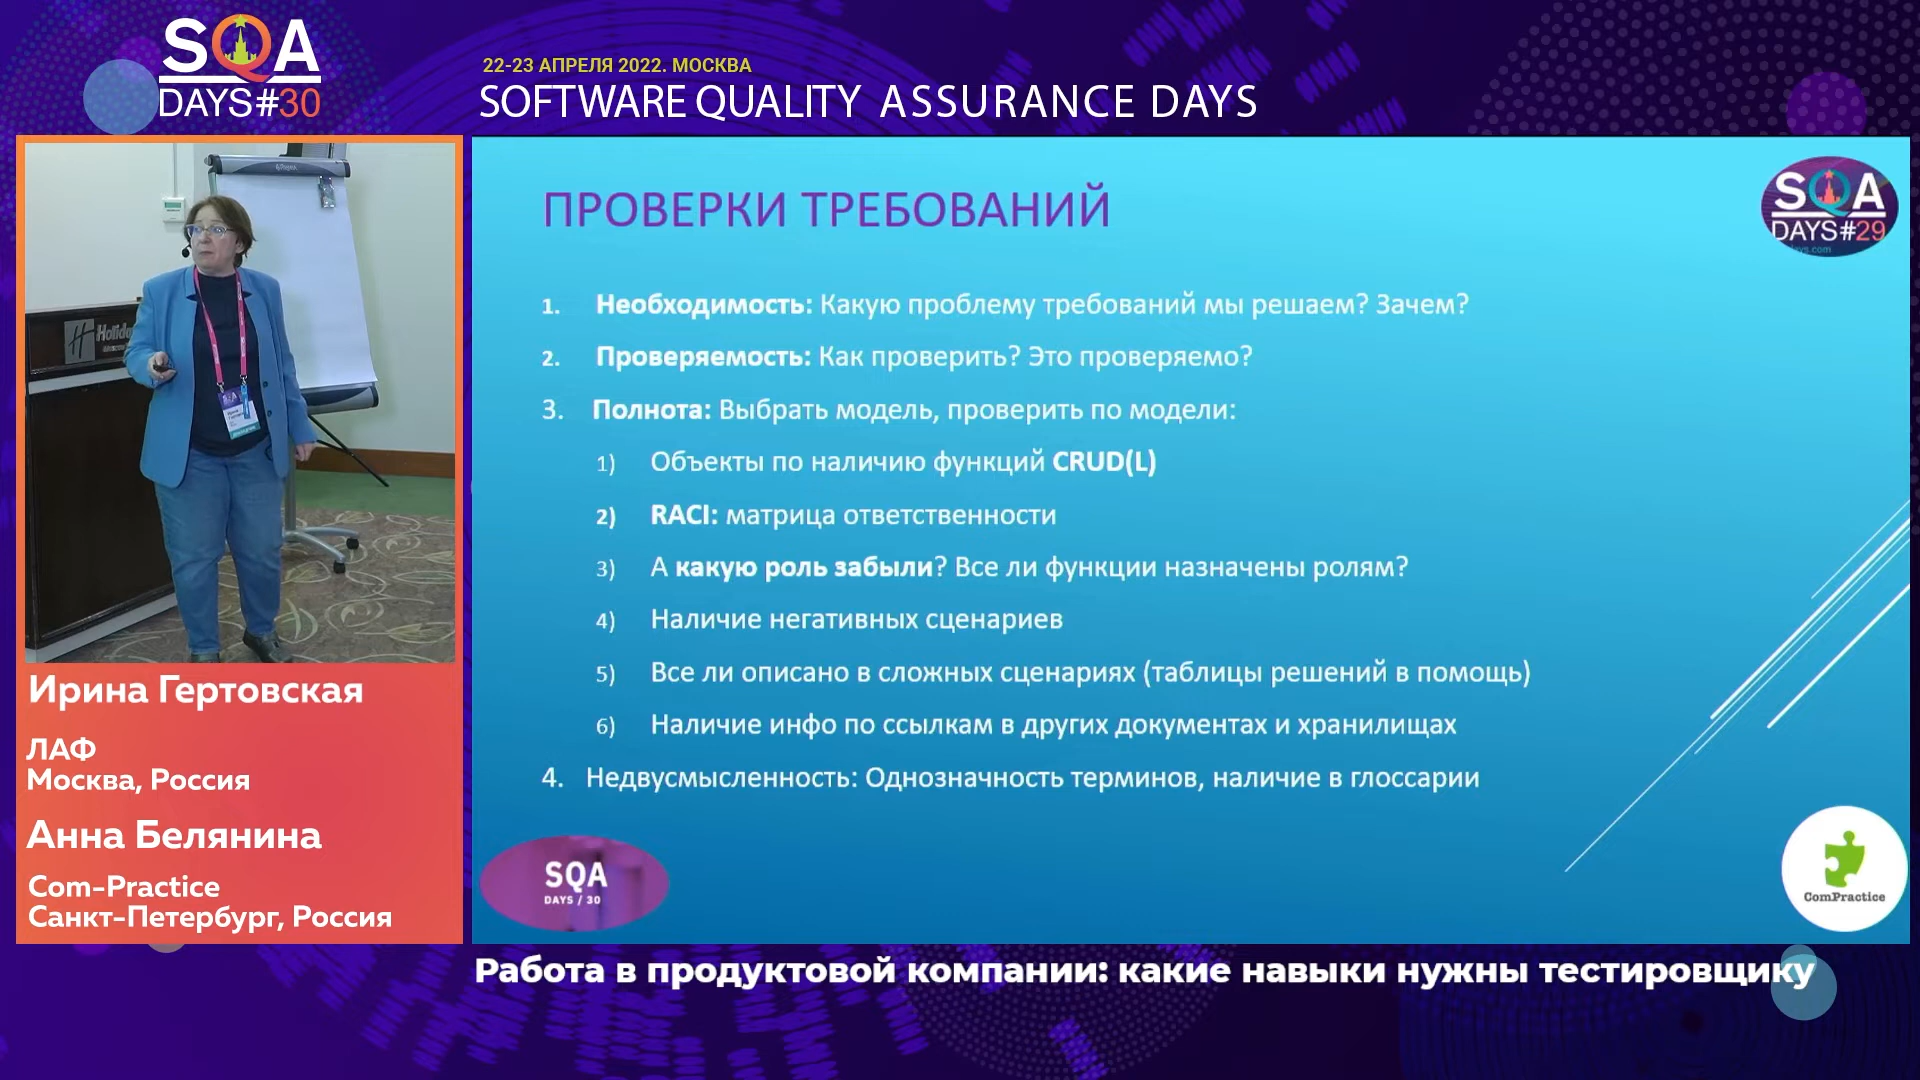 SQA
DAYS#30
22-23 АПРЕЛЯ 2022. МОСКВА
SOFTWARE QUALITY ASSURANCE DAYS
ПРОВЕРКИ ТРЕБОВАНИЙ
SQA
DAYS#29
1. Необходимость: Какую проблему требований мы решаем? Зачем?
2. Проверяемость: Как проверить? Это проверяемо?
3. Полнота: Выбрать модель, проверить по модели:
1) Объекты по наличию функций CRUD(L)
2) RACI: матрица ответственности
3) А какую роль забыли? Все ли функции назначены ролям?
4) Наличие негативных сценариев
5) Все ли описано в сложных сценариях (таблицы решений в помощь)
6) Наличие инфо по ссылкам в других документах и хранилищах
4. Недвусмысленность: Однозначность терминов, наличие в глоссарии
SQA
DAYS / 30
ComPractice
SQA
Ирина Гертовская
ЛАФ
Москва, Россия
Анна Белянина
Com-Practice
Санкт-Петербург, Россия
Работа в продуктовой компании: какие навыки нужны тестировщику